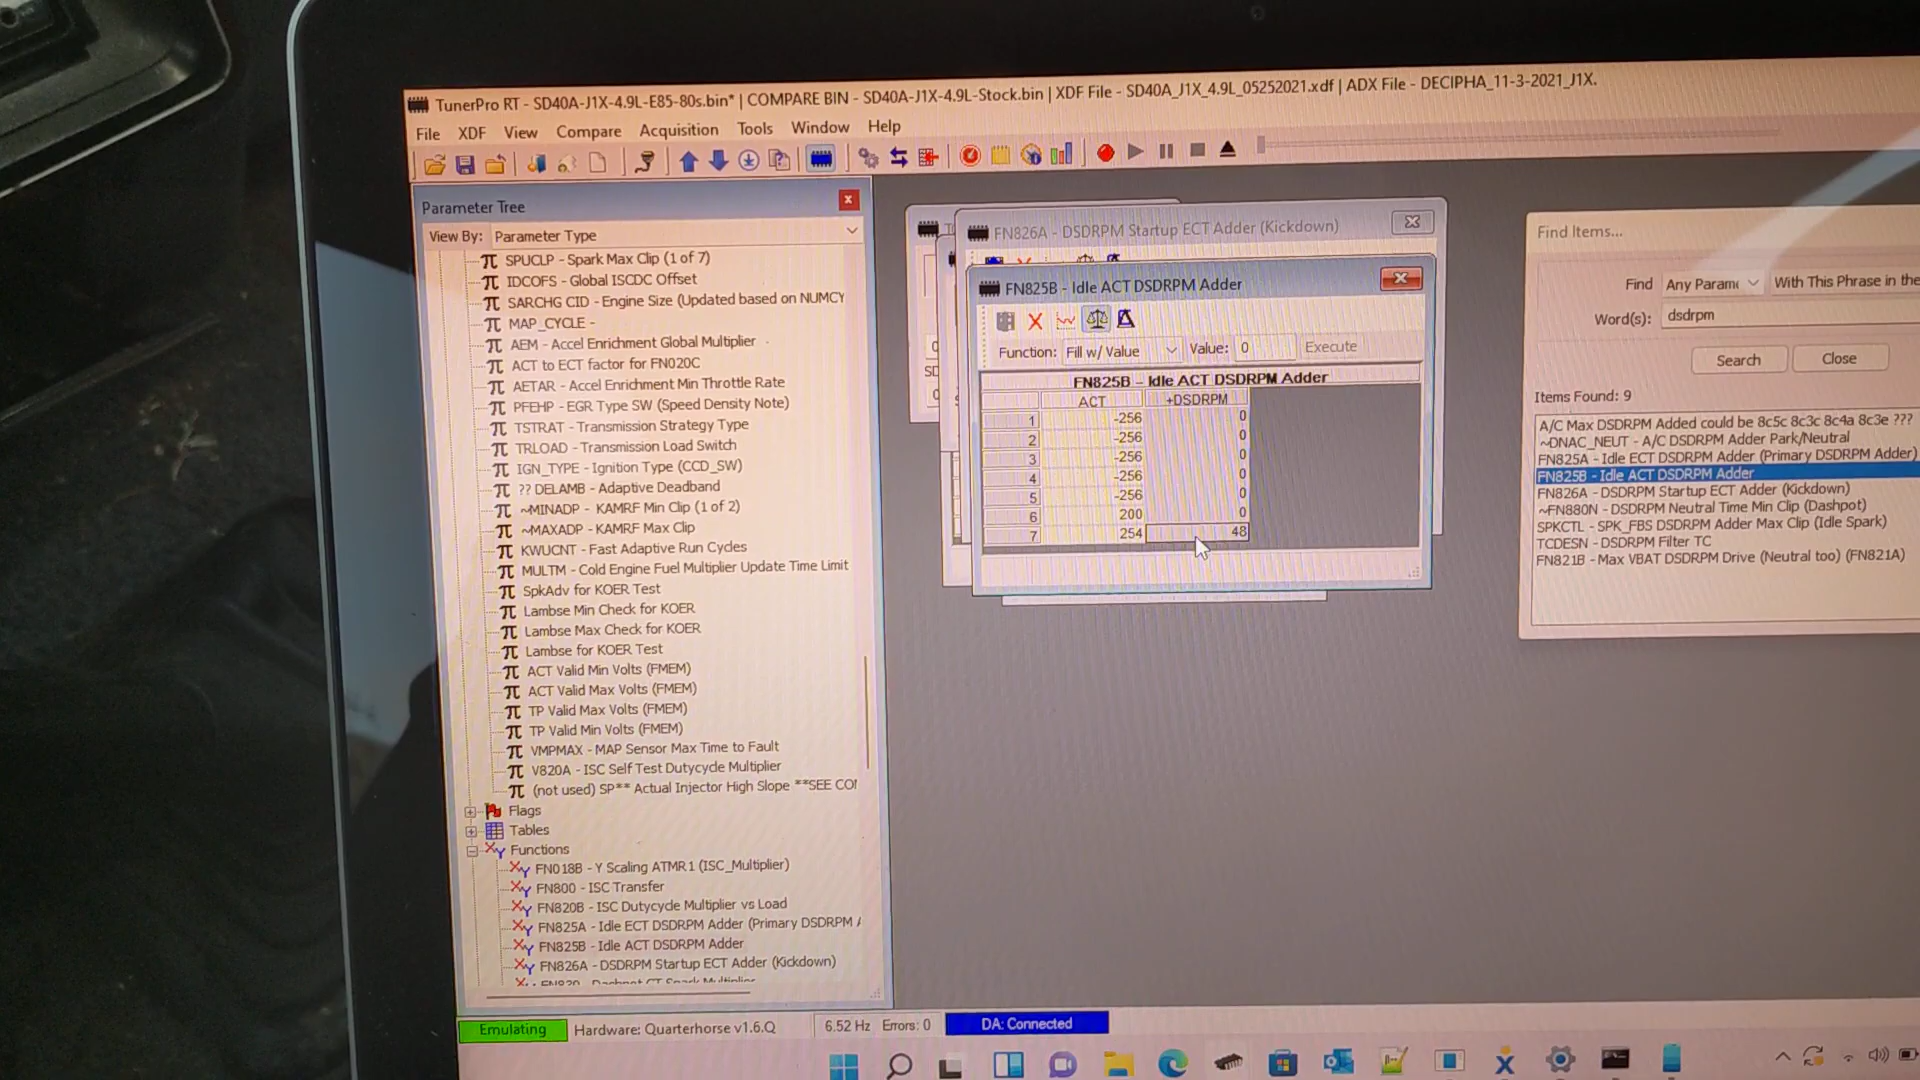 TunerPro RT - SD40A-J1X-4.9L-E85-80s.bin* | COMPARE BIN - SD40A-J1X-4.9L-Stock.bin | XDF File - SD40A_J1X_4.9L_05252021.xdf | ADX File - DECIPHA_11-3-2021_J1X.
File XDF View Compare Acquisition Tools Window Help
Parameter Tree
View By: Parameter Type
SPUCLP - Spark Max Clip (1 of 7)
IDCOFS - Global ISCDC Offset
SARCHG CID - Engine Size (Updated based on NUMCY
MAP_CYCLE -
AEM - Accel Enrichment Global Multiplier
ACT to ECT factor for FN020C
AETAR - Accel Enrichment Min Throttle Rate
PFEHP - EGR Type SW (Speed Density Note)
TSTRAT - Transmission Strategy Type
TRLOAD - Transmission Load Switch
IGN_TYPE - Ignition Type (CCD_SW)
?? DELAMB - Adaptive Deadband
~MINADP - KAMRF Min Clip (1 of 2)
~MAXADP - KAMRF Max Clip
KWUCNT - Fast Adaptive Run Cycles
MULTM - Cold Engine Fuel Multiplier Update Time Limit
SpkAdv for KOER Test
Lambse Min Check for KOER
Lambse Max Check for KOER
Lambse for KOER Test
ACT Valid Min Volts (FMEM)
ACT Valid Max Volts (FMEM)
TP Valid Max Volts (FMEM)
TP Valid Min Volts (FMEM)
VMPMAX - MAP Sensor Max Time to Fault
V820A - ISC Self Test Dutycycle Multiplier
(not used) SP** Actual Injector High Slope **SEE COI
Flags
Tables
Functions
FN018B - Y Scaling ATMR1 (ISC_Multiplier)
FN800 - ISC Transfer
FN820B - ISC Dutycycle Multiplier vs Load
FN825A - Idle ECT DSDRPM Adder (Primary DSDRPM A
FN825B - Idle ACT DSDRPM Adder
FN826A - DSDRPM Startup ECT Adder (Kickdown)
FN826A - DSDRPM Startup ECT Adder (Kickdown)
FN825B - Idle ACT DSDRPM Adder
Function: Fill w/ Value Value: 0 Execute
FN825B - Idle ACT DSDRPM Adder
ACT +DSDRPM
1 -256 0
2 -256 0
3 -256 0
4 -256 0
5 -256 0
6 200 0
7 254 48
Find Items...
Find Any Param With This Phrase in the
Word(s): dsdrpm
Search Close
Items Found: 9
A/C Max DSDRPM Added could be 8c5c 8c3c 8c4a 8c3e ???
~DNAC_NEUT - A/C DSDRPM Adder Park/Neutral
FN825A - Idle ECT DSDRPM Adder (Primary DSDRPM Adder)
FN825B - Idle ACT DSDRPM Adder
FN826A - DSDRPM Startup ECT Adder (Kickdown)
~FN880N - DSDRPM Neutral Time Min Clip (Dashpot)
SPKCTL - SPK_FBS DSDRPM Adder Max Clip (Idle Spark)
TCDESN - DSDRPM Filter TC
FN821B - Max VBAT DSDRPM Drive (Neutral too) (FN821A)
Emulating Hardware: Quarterhorse v1.6.Q 6.52 Hz Errors: 0 DA: Connected